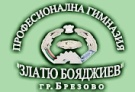 ПРОФЕСИОНАЛНА ГИМНАЗИЯ
"ЗЛАТЮ БОЯДЖИЕВ"
ГР. БРЕЗОВО